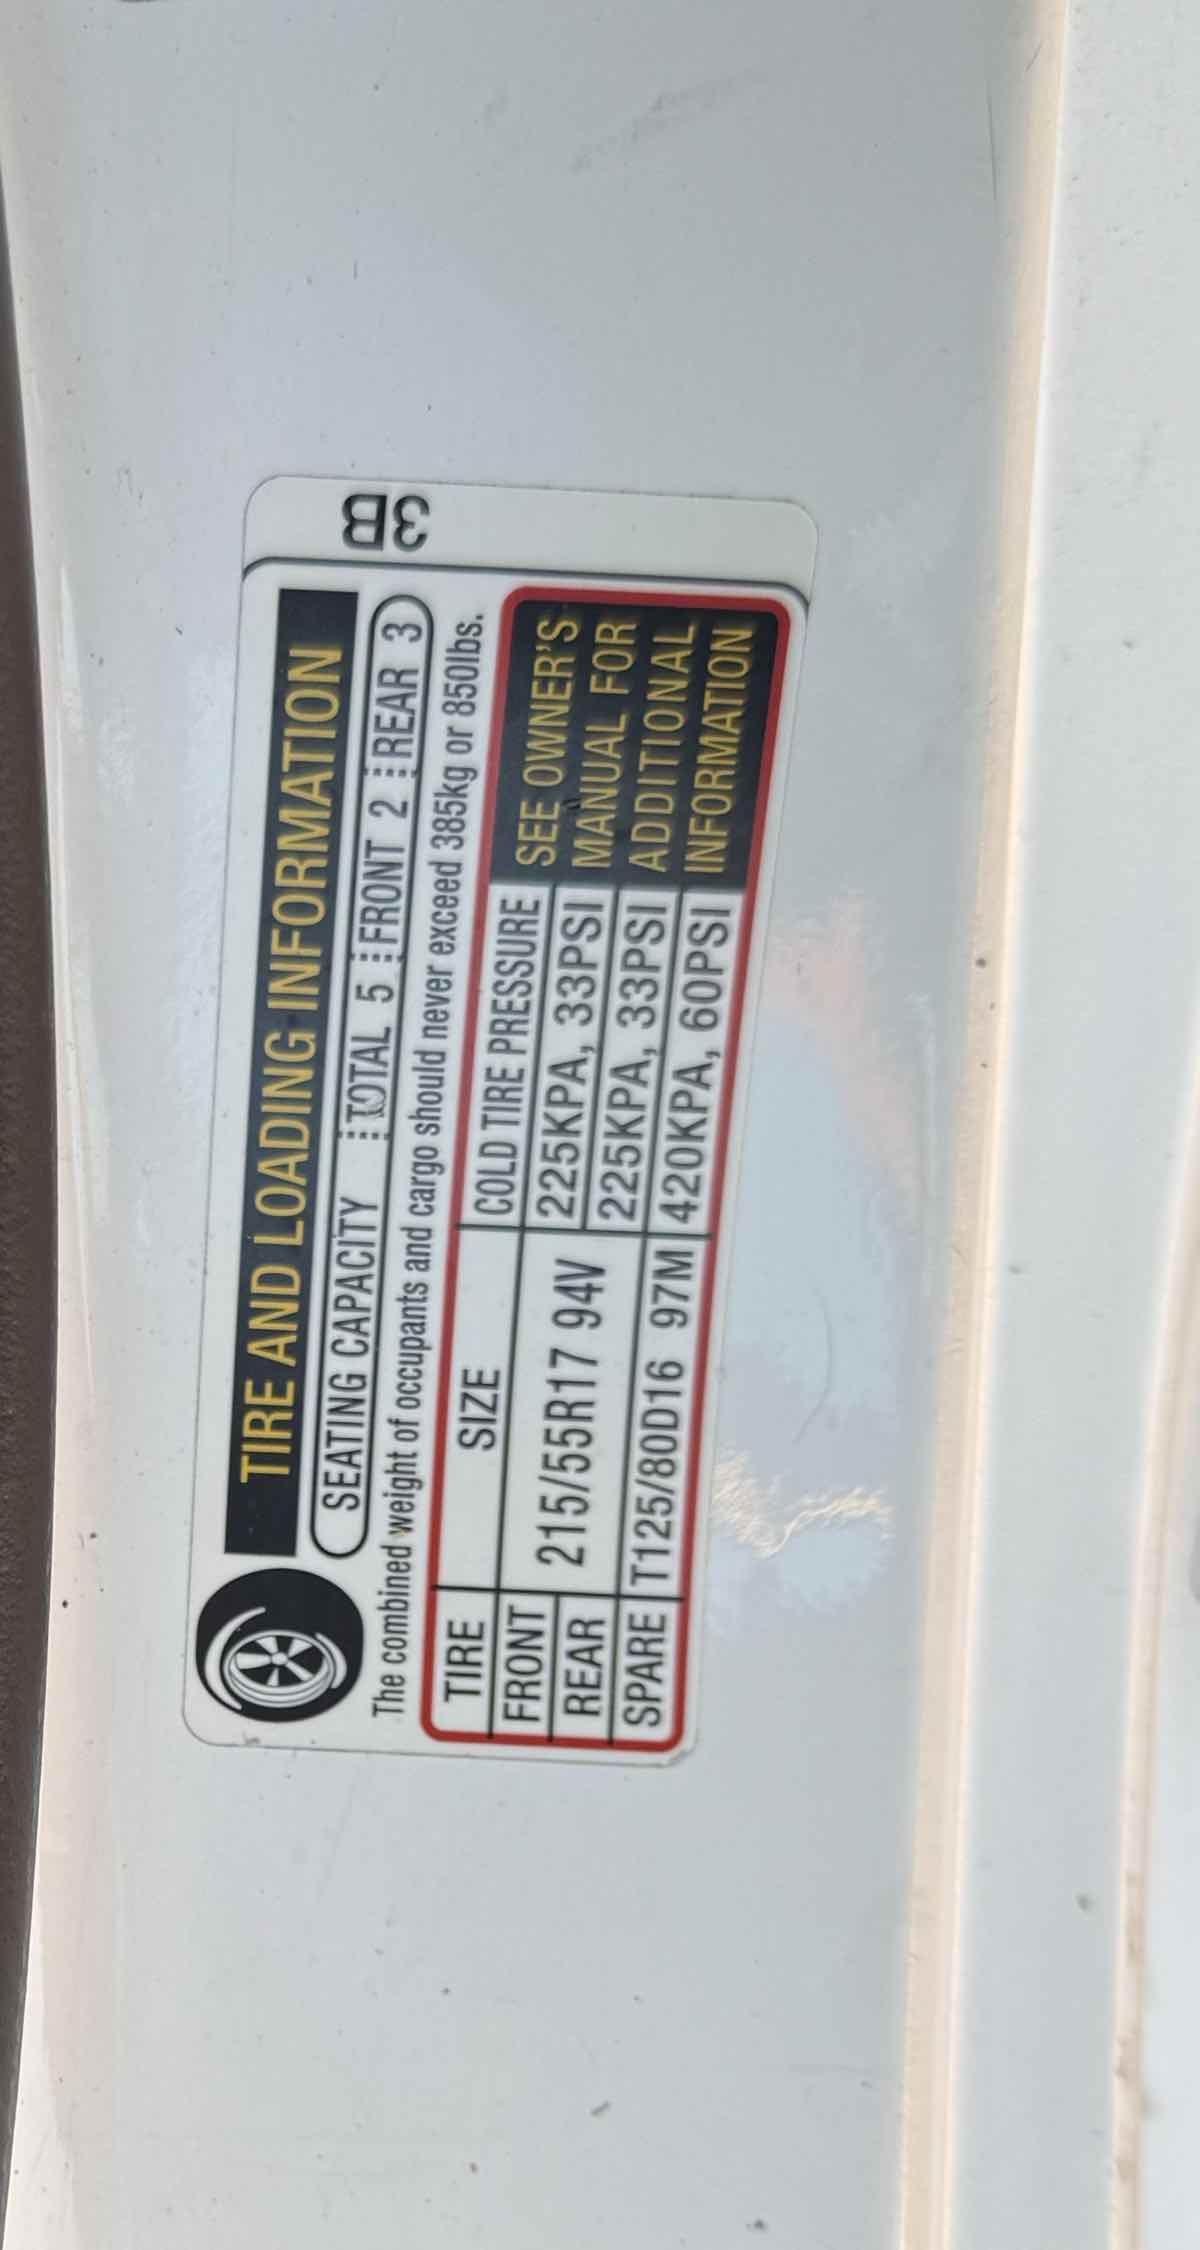 TIRE AND LOADING INFORMATION
SEATING CAPACITY TOTAL 5 FRONT 2 REAR 3
The combined weight of occupants and cargo should never exceed 385kg or 850lbs.
TIRE SIZE COLD TIRE PRESSURE
FRONT 215/55R17 94V 225KPA, 33PSI
REAR 225KPA, 33PSI
SPARE T125/80D16 97M 420KPA, 60PSI
SEE OWNER'S
MANUAL FOR
ADDITIONAL
INFORMATION
3B